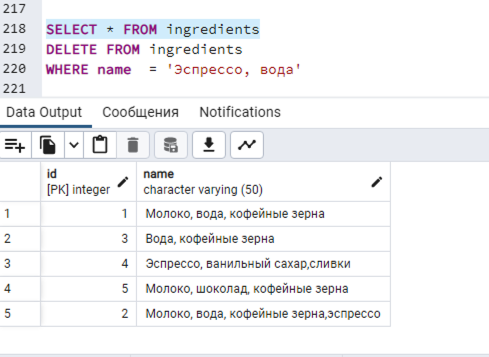 217
218 SELECT * FROM ingredients
219 DELETE FROM ingredients
220 WHERE name = 'Эспрессо, вода'
221
Data Output Сообщения Notifications
id name
[PK] integer character varying (50)
1 1 Молоко, вода, кофейные зерна
2 3 Вода, кофейные зерна
3 4 Эспрессо, ванильный сахар,сливки
4 5 Молоко, шоколад, кофейные зерна
5 2 Молоко, вода, кофейные зерна,эспрессо